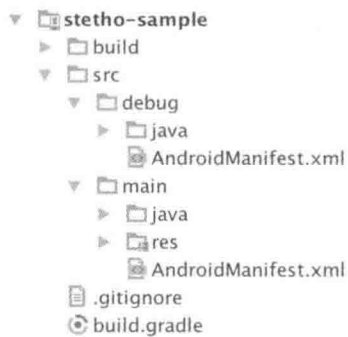 stetho-sample
build
src
debug
java
AndroidManifest.xml
main
java
res
AndroidManifest.xml
.gitignore
build.gradle